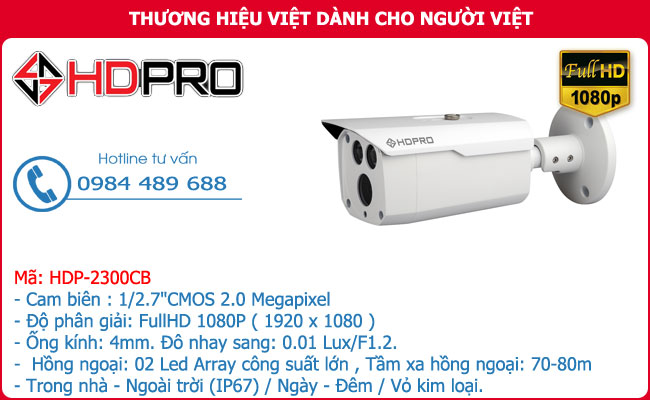 THƯƠNG HIỆU VIỆT DÀNH CHO NGƯỜI VIỆT
HDPRO
Full HD
1080p
HDPRO
Hotline tư vấn
0984 489 688
Mã: HDP-2300CB
- Cam biên : 1/2.7"CMOS 2.0 Megapixel
- Độ phân giải: FullHD 1080P ( 1920 x 1080 )
- Ống kính: 4mm. Đô nhay sang: 0.01 Lux/F1.2.
- Hồng ngoại: 02 Led Array công suất lớn , Tầm xa hồng ngoại: 70-80m
- Trong nhà - Ngoài trời (IP67) / Ngày - Đêm / Vỏ kim loại.